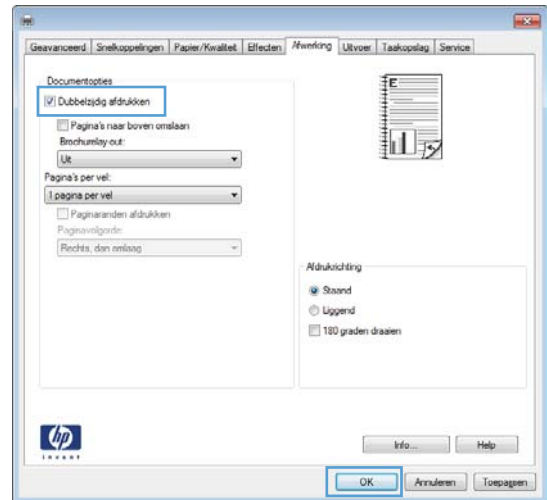 Geavanceerd Snelkoppelingen Papier/Kwaliteit Effecten Afwerking Uitvoer Taakopslag Service
Documentopties
Dubbelzijdig afdrukken
Pagina's naar boven omslaan
Brochurelay-out:
Uit
Pagina's per vel:
1 pagina per vel
Paginaranden afdrukken
Paginavolgorde:
Rechts, dan omlaag
E
Afdrukrichting
Staand
Liggend
180 graden draaien
hp
invent
Info... Help
OK Annuleren Toepassen